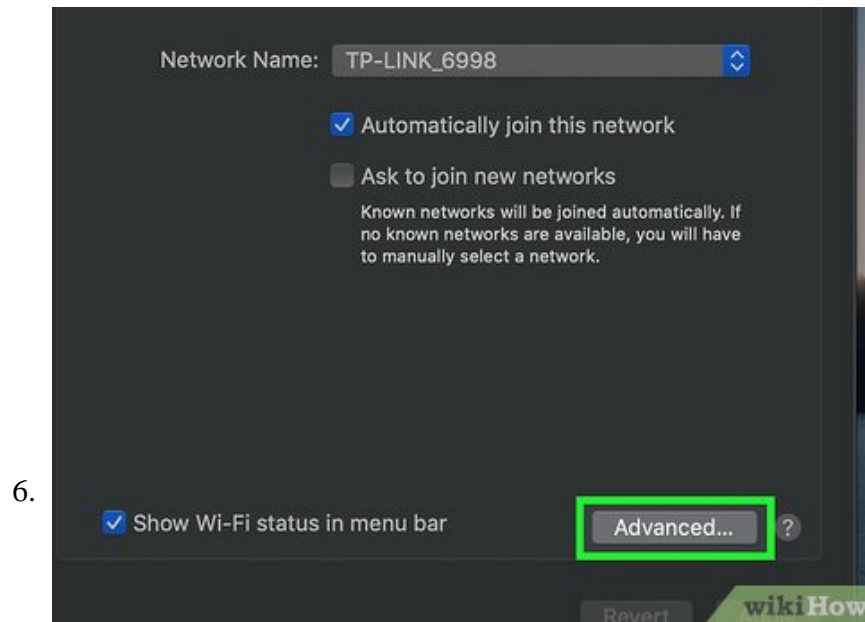 Network Name: TP-LINK_6998
Automatically join this network
Ask to join new networks
Known networks will be joined automatically. If
no known networks are available, you will have
to manually select a network.
6.
Show Wi-Fi status in menu bar Advanced... ?
Revert
wikiHow